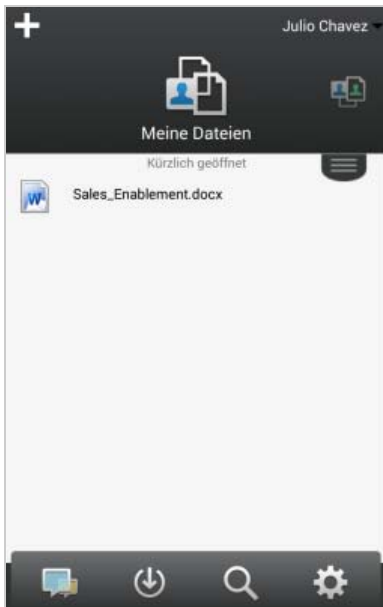 Julio Chavez
Meine Dateien
Kürzlich geöffnet
Sales_Enablement.docx